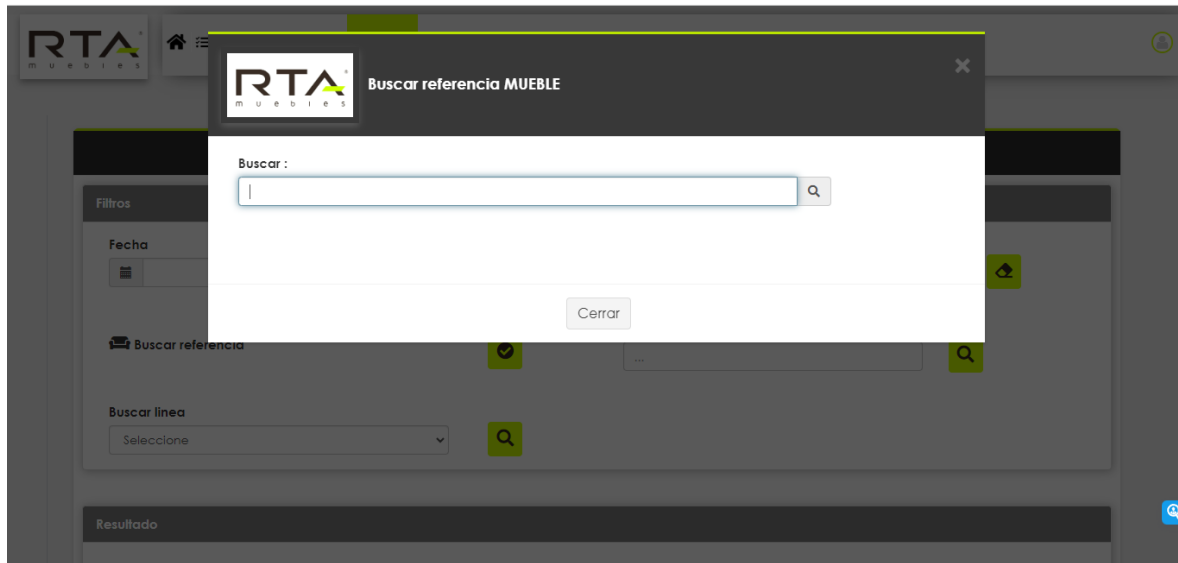 RTA
muebles
RTA
muebles
Buscar referencia MUEBLE
Buscar :
Filtros
Fecha
Cerrar
Buscar referencia
...
Buscar linea
Seleccione
Resultado